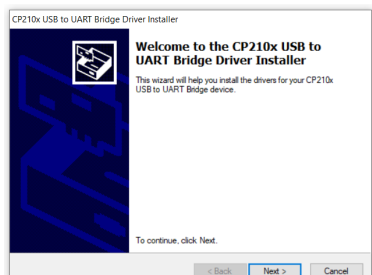 CP210x USB to UART Bridge Driver Installer
Welcome to the CP210x USB to
UART Bridge Driver Installer
This wizard will help you install the drivers for your CP210x
USB to UART Bridge device.
To continue, click Next.
< Back Next > Cancel